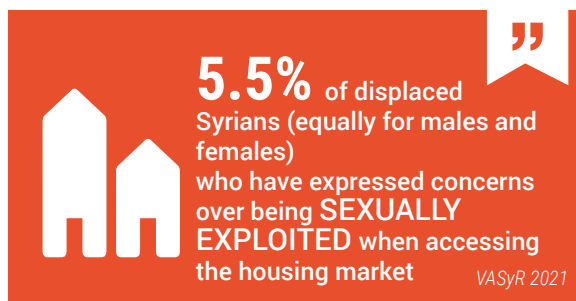 5.5% of displaced
Syrians (equally for males and
females)
who have expressed concerns
over being SEXUALLY
EXPLOITED when accessing
the housing market
VASyR 2021